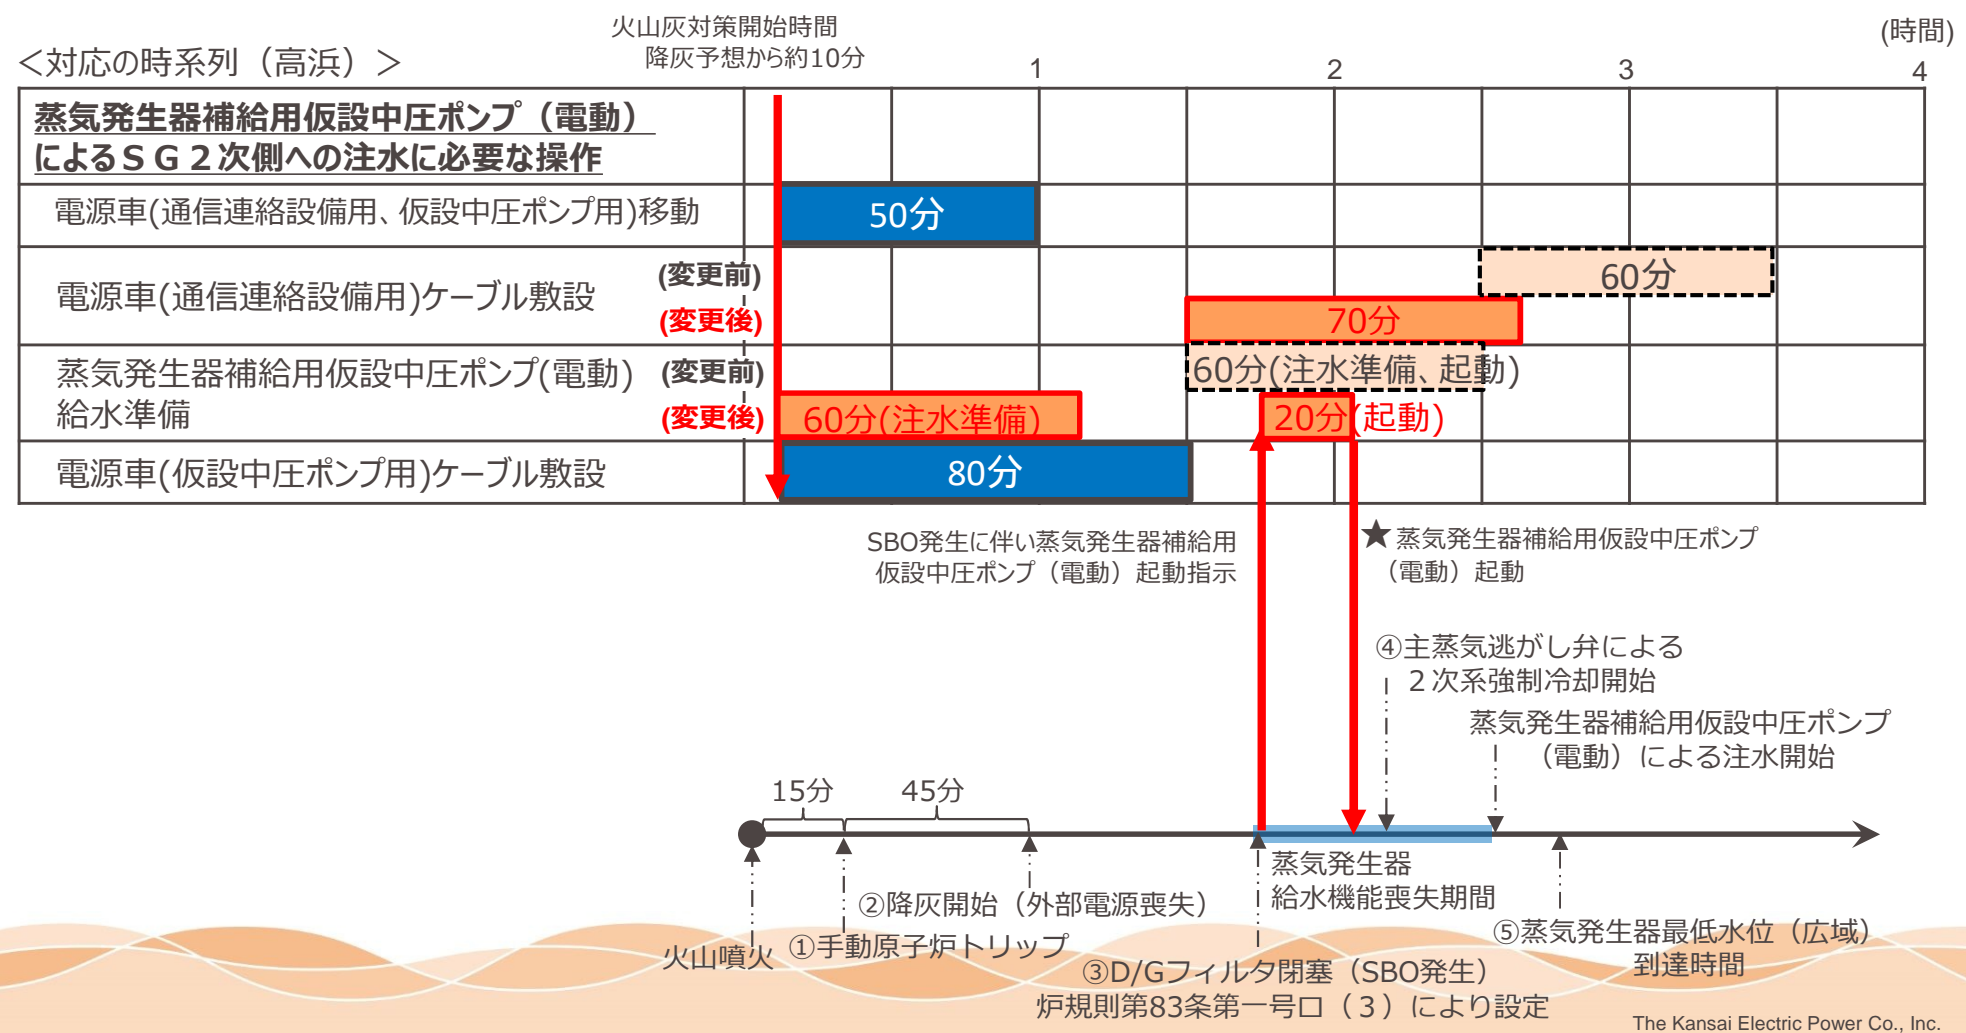 火山灰対策開始時間
降灰予想から約10分
(時間)
<対応の時系列(高浜)>
1
2
3
4
蒸気発生器補給用仮設中圧ポンプ(電動)
によるSG2次側への注水に必要な操作
電源車(通信連絡設備用、仮設中圧ポンプ用)移動
50分
電源車(通信連絡設備用)ケーブル敷設
(変更前)
60分
(変更後)
70分
蒸気発生器補給用仮設中圧ポンプ(電動)
給水準備
(変更前)
60分(注水準備、起動)
(変更後)
60分(注水準備)
20分(起動)
電源車(仮設中圧ポンプ用)ケーブル敷設
80分
SBO発生に伴い蒸気発生器補給用
仮設中圧ポンプ(電動)起動指示
★蒸気発生器補給用仮設中圧ポンプ
(電動)起動
④主蒸気逃がし弁による
2次系強制冷却開始
蒸気発生器補給用仮設中圧ポンプ
(電動)による注水開始
15分
45分
蒸気発生器
給水機能喪失期間
②降灰開始(外部電源喪失)
⑤蒸気発生器最低水位(広域)
到達時間
火山噴火
①手動原子炉トリップ
③D/Gフィルタ閉塞(SBO発生)
炉規則第83条第一号ロ(3)により設定
The Kansai Electric Power Co., Inc.